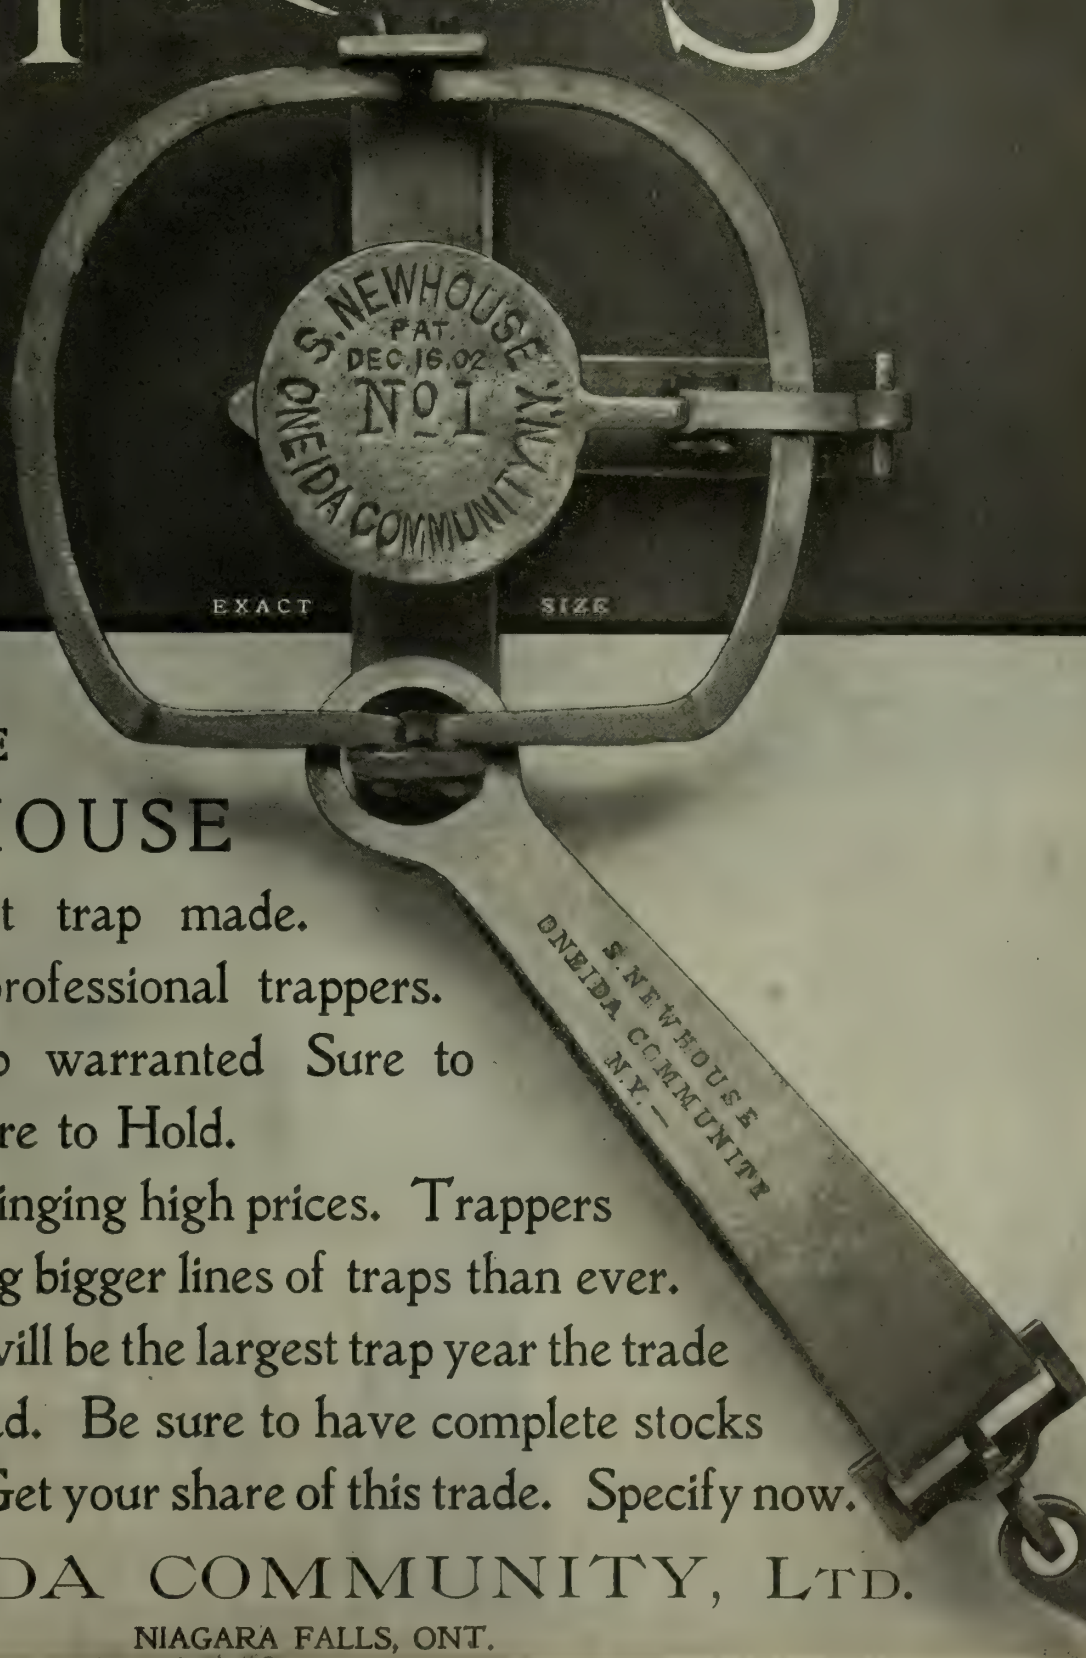 S. NEWHOUSE
PAT.
DEC. 16. 02
No 1
ONEIDA COMMUNITY N.Y.
EXACT SIZE
E
OUSE
t trap made.
rofessional trappers.
warranted Sure to
re to Hold.
inging high prices. Trappers
g bigger lines of traps than ever.
will be the largest trap year the trade
d. Be sure to have complete stocks
Get your share of this trade. Specify now.
S. NEWHOUSE
ONEIDA COMMUNITY
N.Y.—
DA COMMUNITY, LTD.
NIAGARA FALLS, ONT.